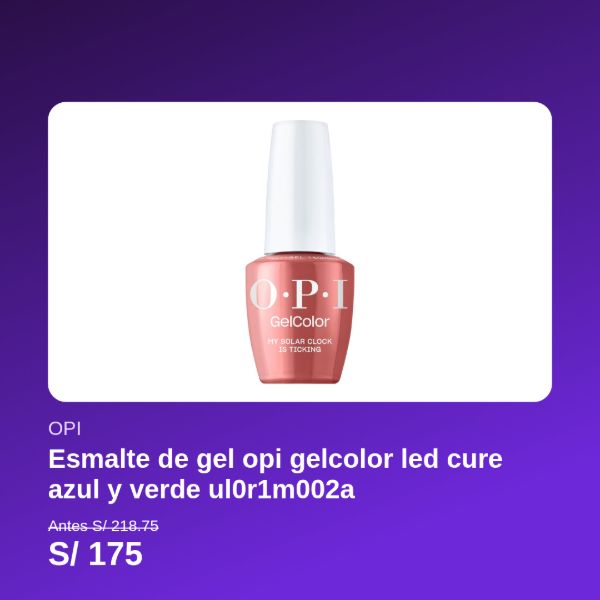 O·P·I
GelColor
MY SOLAR CLOCK
IS TICKING
OPI
Esmalte de gel opi gelcolor led cure
azul y verde ul0r1m002a
Antes S/ 218.75
S/ 175